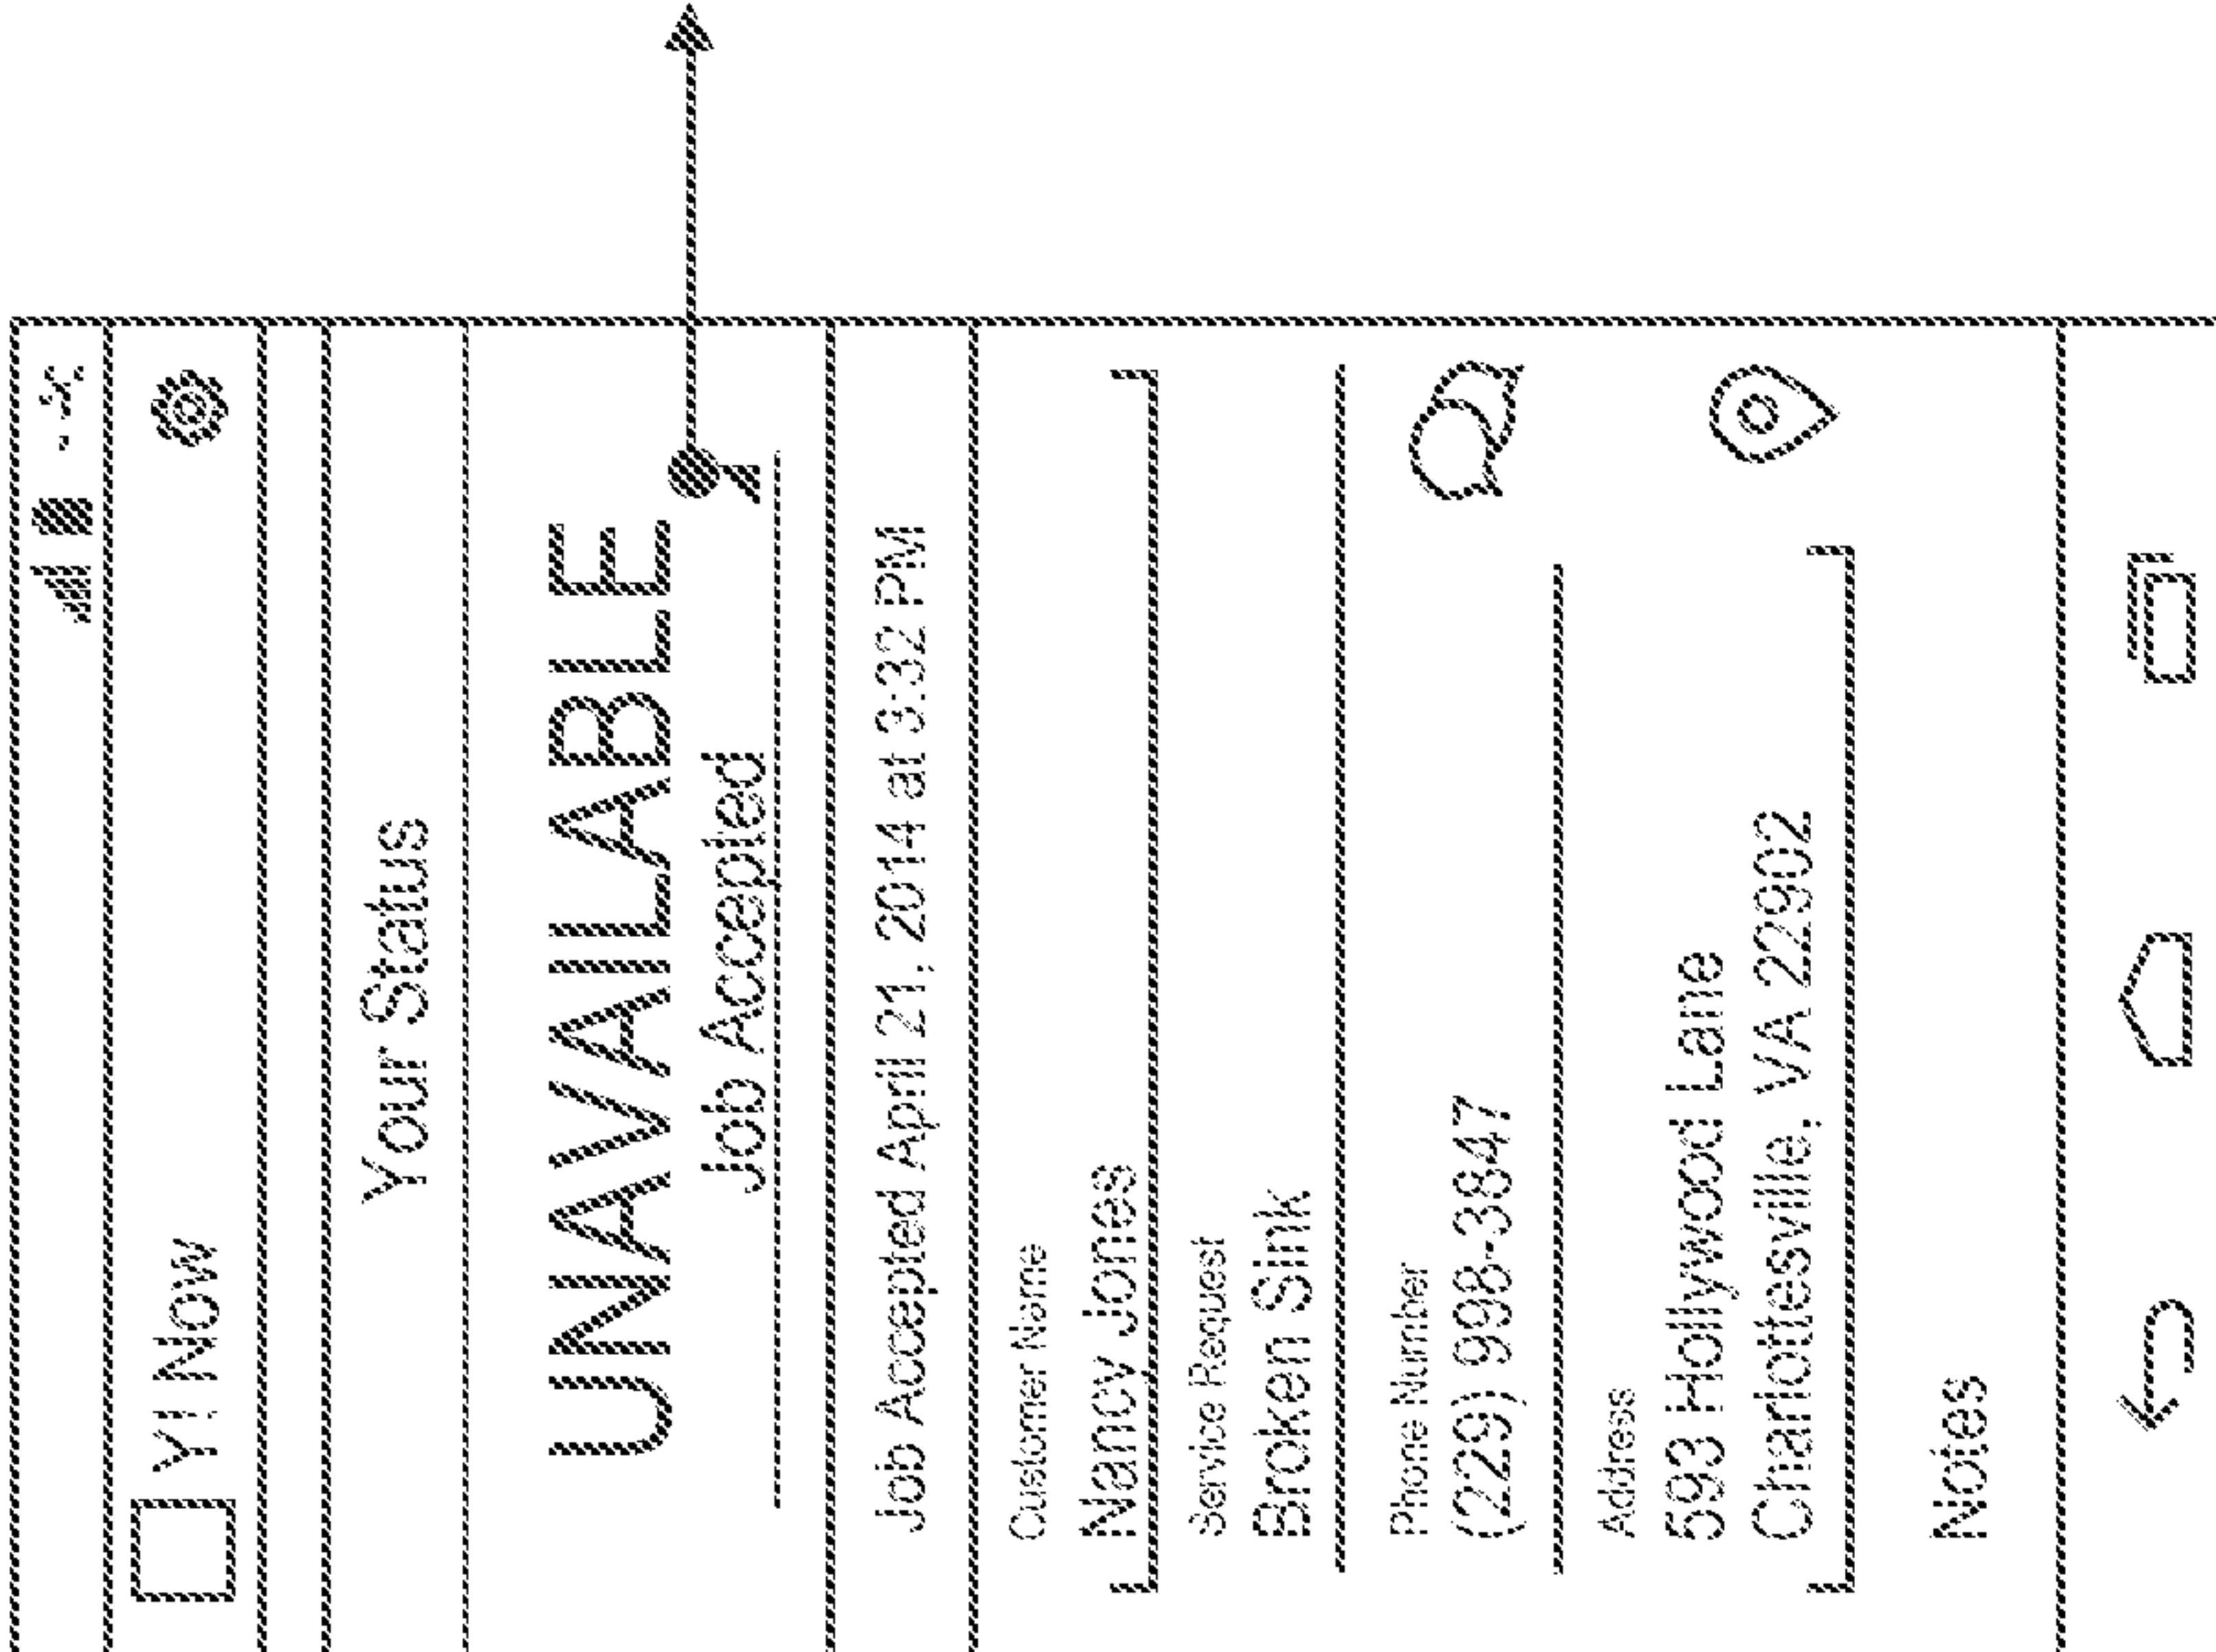 Y! Now
Your Status
UNAVAILABLE
Job Accepted
Job Accepted April 21, 2014 at 3:32 PM
Customer Name
Nancy Jones
Service Request
Broken Sink
Phone Number
(229) 998-3847
Address
593 Hollywood Lane
Charlottesville, VA 22902
Notes